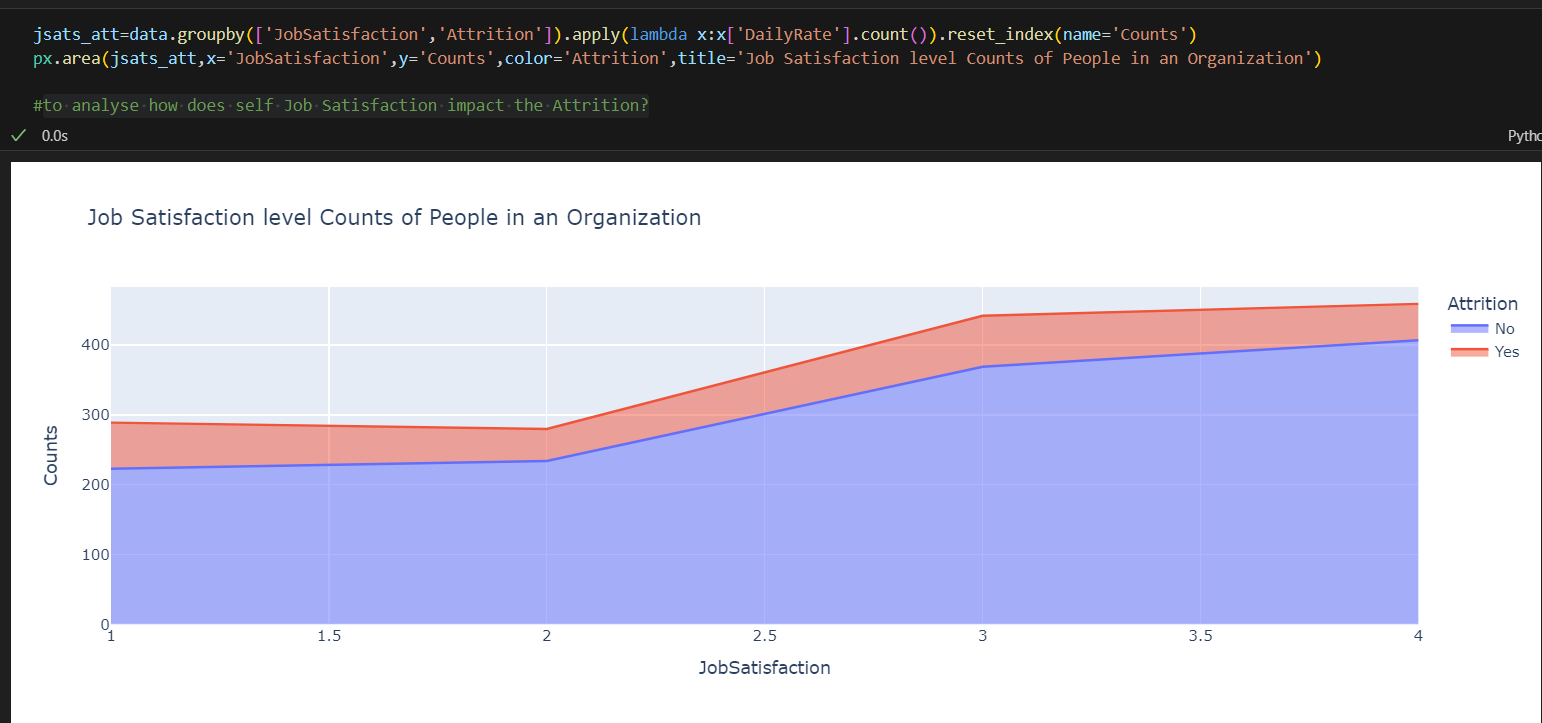 jsats_att=data.groupby(['JobSatisfaction','Attrition']).apply(lambda x:x['DailyRate'].count()).reset_index(name='Counts')
px.area(jsats_att,x='JobSatisfaction',y='Counts',color='Attrition',title='Job Satisfaction level Counts of People in an Organization')
#to analyse how does self Job Satisfaction impact the Attrition?
0.0s
Job Satisfaction level Counts of People in an Organization
Attrition
No
Yes
400
300
200
100
0
Counts
1 1.5 2 2.5 3 3.5 4
JobSatisfaction